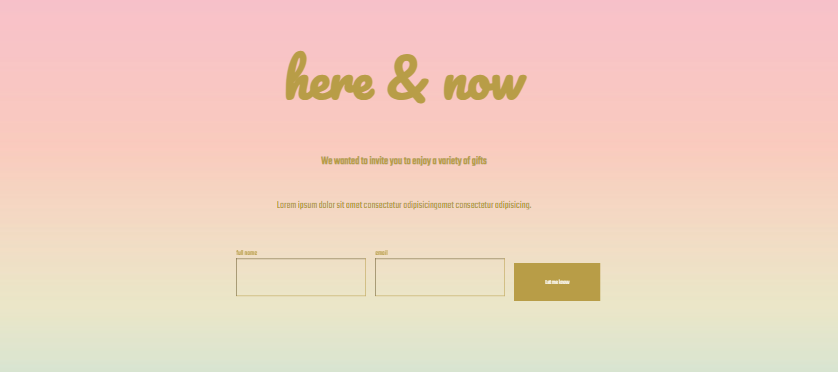 here & now
We wanted to invite you to enjoy a variety of gifts
Lorem ipsum dolor sit amet consectetur adipisicingamet consectetur adipisicing.
full name
email